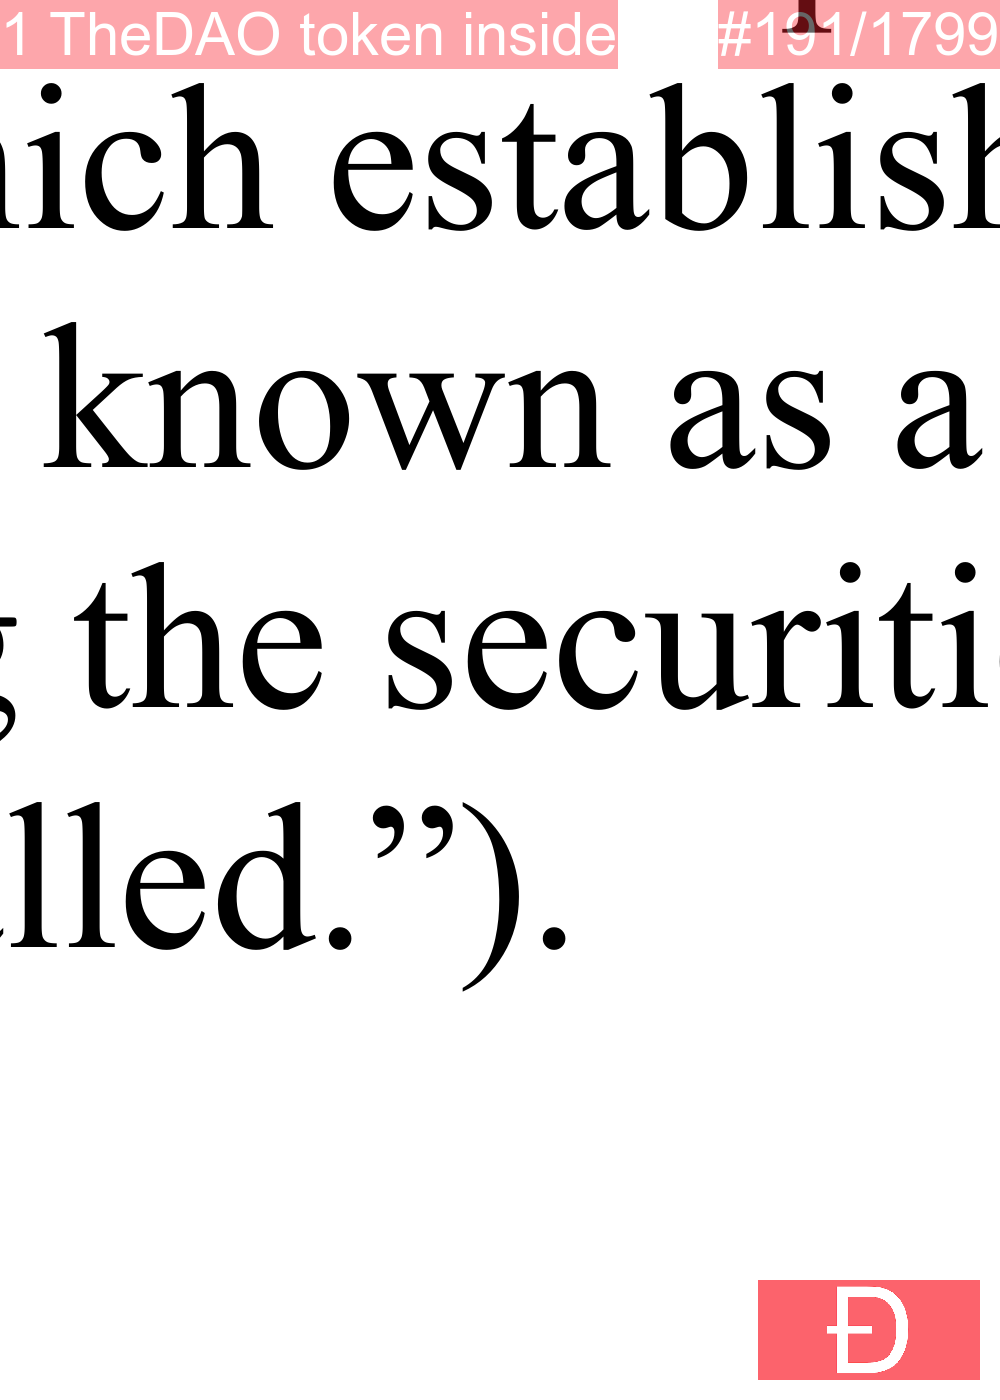 1 TheDAO token inside #191/1799
hich establish
known as a
g the securiti
lled.”).
Đ